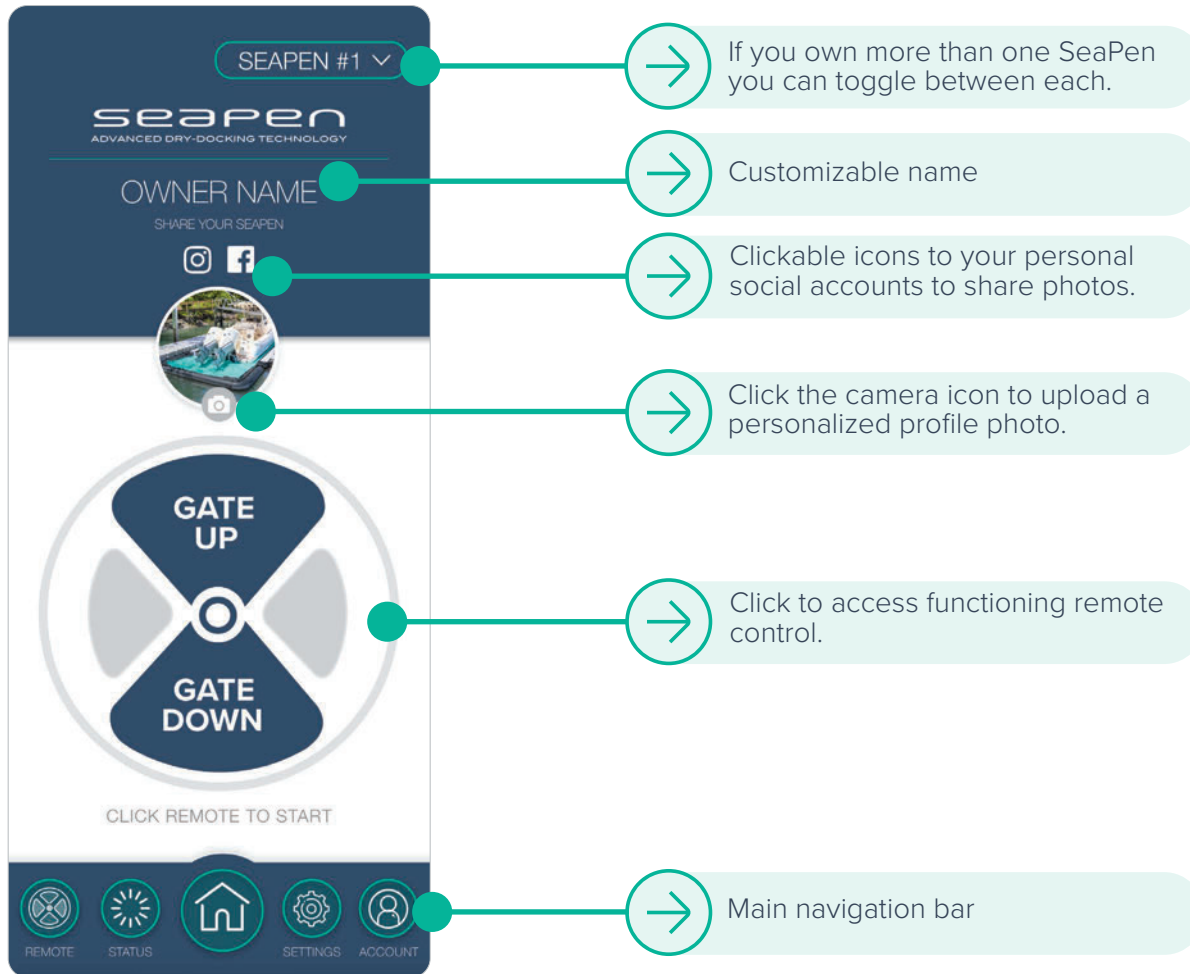 SEAPEN #1
If you own more than one SeaPen
you can toggle between each.
seapen
ADVANCED DRY-DOCKING TECHNOLOGY
OWNER NAME
Customizable name
SHARE YOUR SEAPEN
Clickable icons to your personal
social accounts to share photos.
Click the camera icon to upload a
personalized profile photo.
GATE
UP
Click to access functioning remote
control.
GATE
DOWN
CLICK REMOTE TO START
Main navigation bar
REMOTE
STATUS
SETTINGS
ACCOUNT